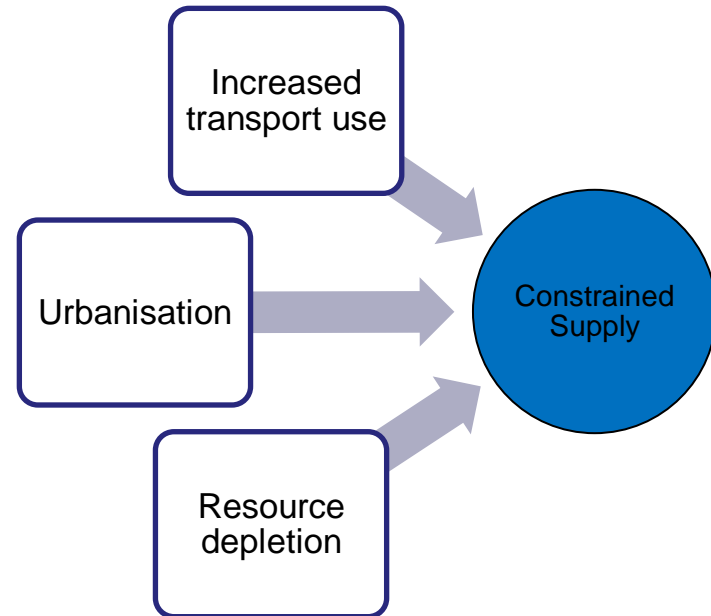 Increased
transport use
Urbanisation
Constrained
Supply
Resource
depletion